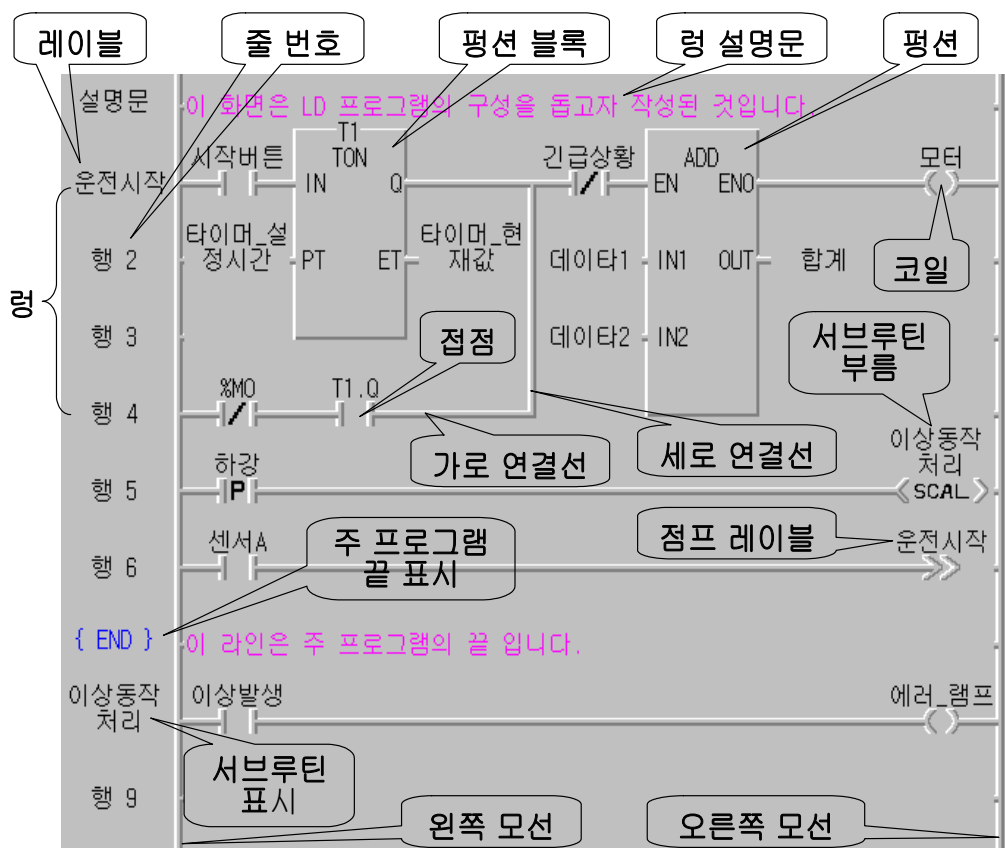 레이블
줄 번호
펑션 블록
렁 설명문
펑션
설명문
이 화면은 LD 프로그램의 구성을 돕고자 작성된 것입니다.
T1
시작버튼
TON
긴급상황
ADD
모터
운전시작
IN
Q
EN
ENO
타이머_설
정시간
타이머_현
재값
행 2
PT
ET
데이타1
IN1
OUT
합계
코일
렁
행 3
접점
데이타2
IN2
서브루틴
부름
%M0
T1.Q
행 4
가로 연결선
세로 연결선
이상동작
처리
하강
행 5
P
SCAL
센서A
주 프로그램
끝 표시
점프 레이블
운전시작
행 6
{ END }
이 라인은 주 프로그램의 끝 입니다.
이상동작
처리
이상발생
에러_램프
서브루틴
표시
행 9
왼쪽 모선
오른쪽 모선